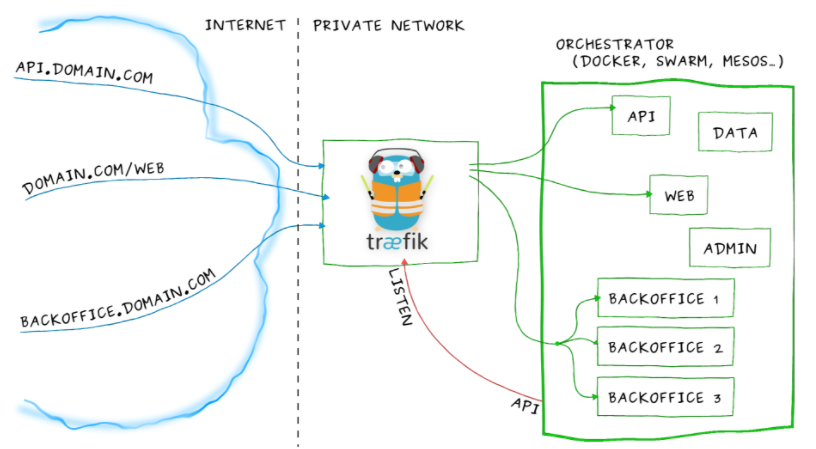 INTERNET
PRIVATE NETWORK
ORCHESTRATOR
(DOCKER, SWARM, MESOS...)
API.DOMAIN.COM
DOMAIN.COM/WEB
BACKOFFICE.DOMAIN.COM
træfik
LISTEN
API
API
DATA
WEB
ADMIN
BACKOFFICE 1
BACKOFFICE 2
BACKOFFICE 3